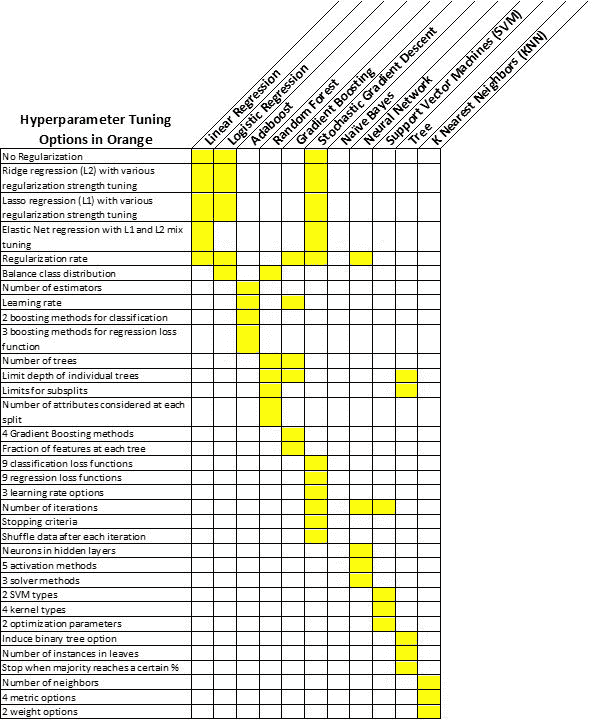 Linear Regression
Logistic Regression
Adaboost
Random Forest
Gradient Boosting
Stochastic Gradient Descent
Naive Bayes
Neural Network
Support Vector Machines (SVM)
Tree
K Nearest Neighbors (KNN)
Hyperparameter Tuning
Options in Orange
No Regularization
Ridge regression (L2) with various
regularization strength tuning
Lasso regression (L1) with various
regularization strength tuning
Elastic Net regression with L1 and L2 mix
tuning
Regularization rate
Balance class distribution
Number of estimators
Learning rate
2 boosting methods for classification
3 boosting methods for regression loss
function
Number of trees
Limit depth of individual trees
Limits for subsplits
Number of attributes considered at each
split
4 Gradient Boosting methods
Fraction of features at each tree
9 classification loss functions
9 regression loss functions
3 learning rate options
Number of iterations
Stopping criteria
Shuffle data after each iteration
Neurons in hidden layers
5 activation methods
3 solver methods
2 SVM types
4 kernel types
2 optimization parameters
Induce binary tree option
Number of instances in leaves
Stop when majority reaches a certain %
Number of neighbors
4 metric options
2 weight options